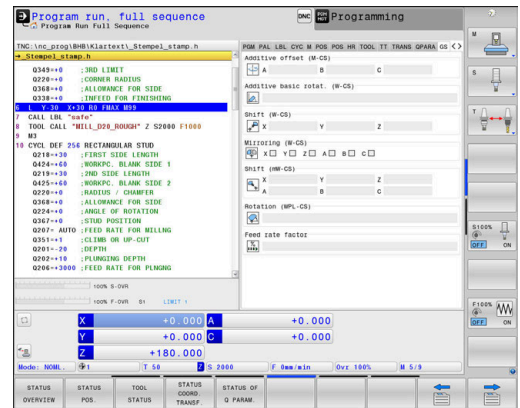 Program run, full sequence
Program Run Full Sequence
DNC
Programming
TNC:\nc_prog\BHB\Klartext\_Stempel_stamp.h
→_Stempel_stamp.h
Q349=+0 ;3RD LIMIT
Q220=+0 ;CORNER RADIUS
Q368=+0 ;ALLOWANCE FOR SIDE
Q338=+0 ;INFEED FOR FINISHING
6 L Y-30 X+30 R0 FMAX M99
7 CALL LBL "safe"
8 TOOL CALL "MILL_D20_ROUGH" Z S2000 F1000
9 M3
10 CYCL DEF 256 RECTANGULAR STUD
Q218=+30 ;FIRST SIDE LENGTH
Q424=+60 ;WORKPC. BLANK SIDE 1
Q219=+30 ;2ND SIDE LENGTH
Q425=+60 ;WORKPC. BLANK SIDE 2
Q220=+0 ;RADIUS / CHAMFER
Q368=+0 ;ALLOWANCE FOR SIDE
Q224=+0 ;ANGLE OF ROTATION
Q367=+0 ;STUD POSITION
Q207= AUTO ;FEED RATE FOR MILLNG
Q351=+1 ;CLIMB OR UP-CUT
Q201=-20 ;DEPTH
Q202=+10 ;PLUNGING DEPTH
Q206=+3000 ;FEED RATE FOR PLNGNG
100% S-OVR
100% F-OVR S1 LIMIT 1
PGM PAL LBL CYC M POS POS HR TOOL TT TRANS QPARA GS
Additive offset (M-CS)
A B C
Additive basic rotat. (W-CS)
Shift (W-CS)
X Y Z
Mirroring (W-CS)
X Y Z A B C
Shift (mW-CS)
X Y Z
A B C
Rotation (WPL-CS)
Feed rate factor
X +0.000 A +0.000
Y +0.000 C +0.000
Z +180.000
Mode: NOML. 1 T 50 Z S 2000 F 0mm/min Ovr 100% M 5/9
STATUS OVERVIEW
STATUS POS.
TOOL STATUS
STATUS COORD. TRANSF.
STATUS OF Q PARAM.
M
S
T
S100%
OFF ON
F100%
OFF ON